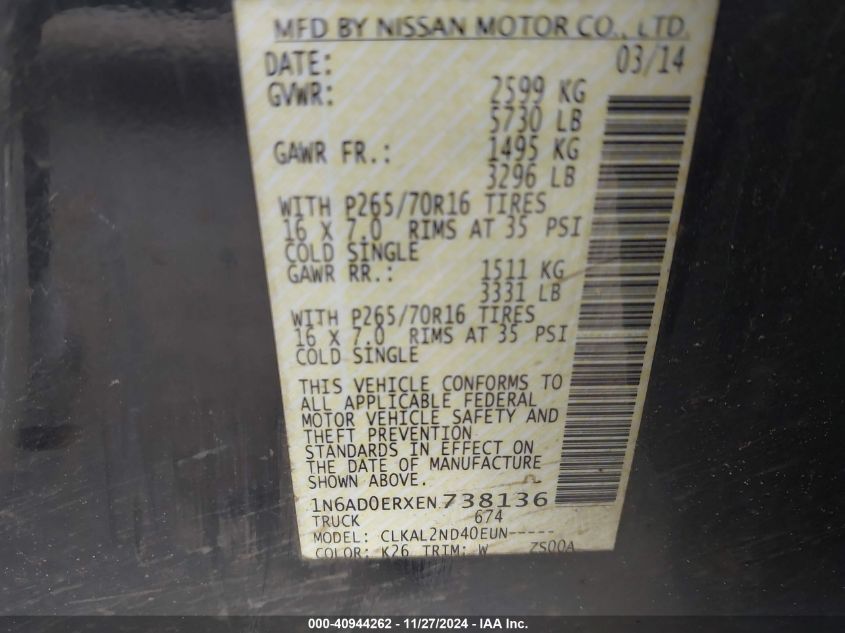 MFD BY NISSAN MOTOR CO., LTD.
DATE: 03/14
GVWR: 2599 KG
5730 LB
GAWR FR.: 1495 KG
3296 LB
WITH P265/70R16 TIRES
16 X 7.0 RIMS AT 35 PSI
COLD SINGLE
GAWR RR.: 1511 KG
3331 LB
WITH P265/70R16 TIRES
16 X 7.0 RIMS AT 35 PSI
COLD SINGLE
THIS VEHICLE CONFORMS TO
ALL APPLICABLE FEDERAL
MOTOR VEHICLE SAFETY AND
THEFT PREVENTION
STANDARDS IN EFFECT ON
THE DATE OF MANUFACTURE
SHOWN ABOVE. Ω
1N6AD0ERXEN738136
TRUCK 674
MODEL: CLKAL2ND40EUN-----
COLOR: K26 TRIM: W ZS00A
000-40944262 - 11/27/2024 - IAA Inc.